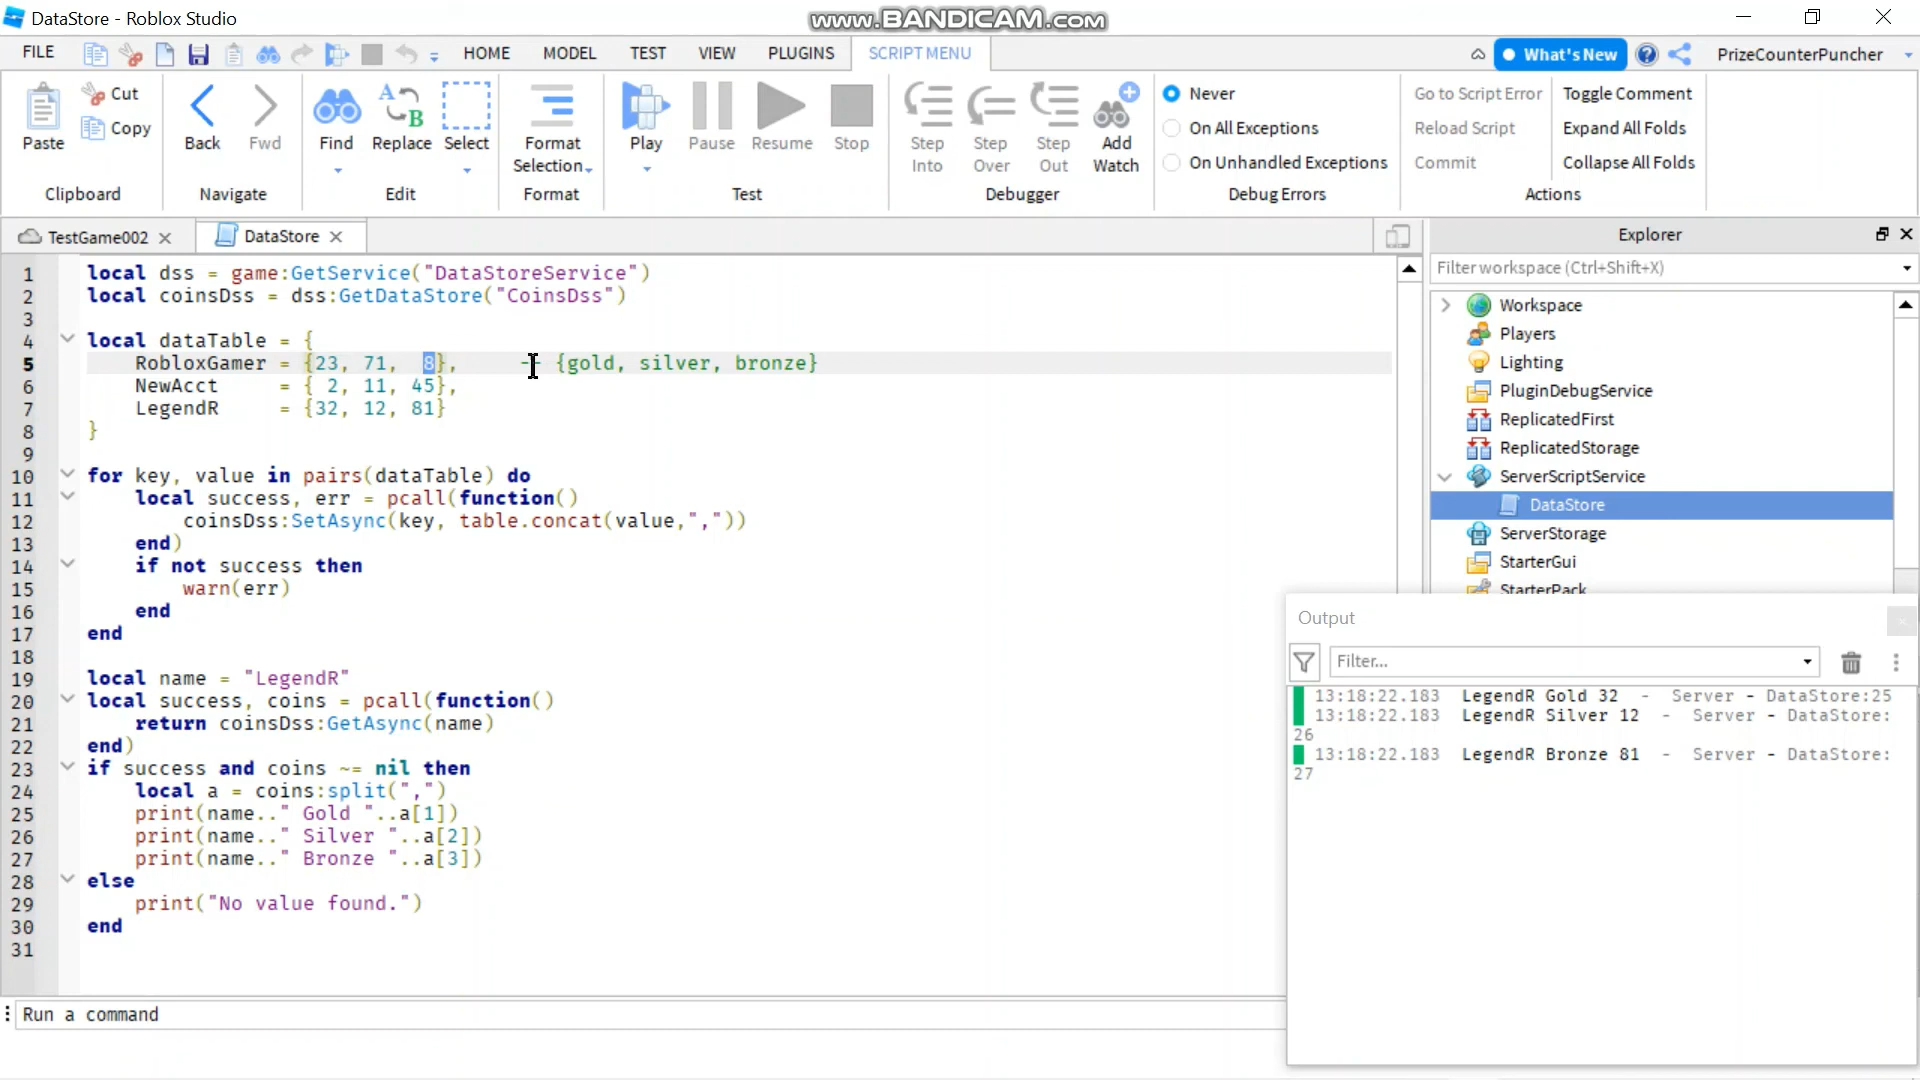 DataStore - Roblox Studio
www.BANDICAM.com
FILE
HOME
MODEL
TEST
VIEW
PLUGINS
SCRIPT MENU
What's New
PrizeCounterPuncher
Paste
Cut
Copy
Clipboard
Back
Fwd
Navigate
Find
Replace
Select
Edit
Format
Selection
Format
Play
Pause
Resume
Stop
Test
Step
Into
Step
Over
Step
Out
Add
Watch
Debugger
Never
On All Exceptions
On Unhandled Exceptions
Debug Errors
Go to Script Error
Reload Script
Commit
Toggle Comment
Expand All Folds
Collapse All Folds
Actions
TestGame002
DataStore
1 local dss = game:GetService("DataStoreService")
2 local coinsDss = dss:GetDataStore("CoinsDss")
3
4 local dataTable = {
5 RobloxGamer = {23, 71,  8},     -- {gold, silver, bronze}
6 NewAcct     = { 2, 11, 45},
7 LegendR     = {32, 12, 81}
8 }
9
10 for key, value in pairs(dataTable) do
11 local success, err = pcall(function()
12 coinsDss:SetAsync(key, table.concat(value,","))
13 end)
14 if not success then
15 warn(err)
16 end
17 end
18
19 local name = "LegendR"
20 local success, coins = pcall(function()
21 return coinsDss:GetAsync(name)
22 end)
23 if success and coins ~= nil then
24 local a = coins:split(",")
25 print(name.." Gold "..a[1])
26 print(name.." Silver "..a[2])
27 print(name.." Bronze "..a[3])
28 else
29 print("No value found.")
30 end
31
Run a command
Explorer
Filter workspace (Ctrl+Shift+X)
Workspace
Players
Lighting
PluginDebugService
ReplicatedFirst
ReplicatedStorage
ServerScriptService
DataStore
ServerStorage
StarterGui
StarterPack
Output
Filter...
13:18:22.183 LegendR Gold 32 - Server - DataStore:25
13:18:22.183 LegendR Silver 12 - Server - DataStore:
26
13:18:22.183 LegendR Bronze 81 - Server - DataStore:
27